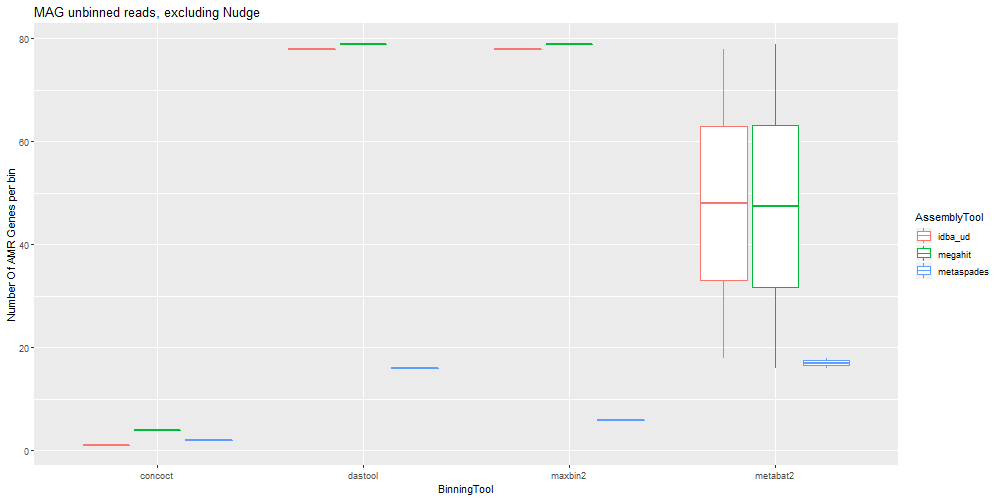 MAG unbinned reads, excluding Nudge
Number Of AMR Genes per bin
80
60
40
20
0
concoct
dastool
maxbin2
metabat2
BinningTool
AssemblyTool
idba_ud
megahit
metaspades